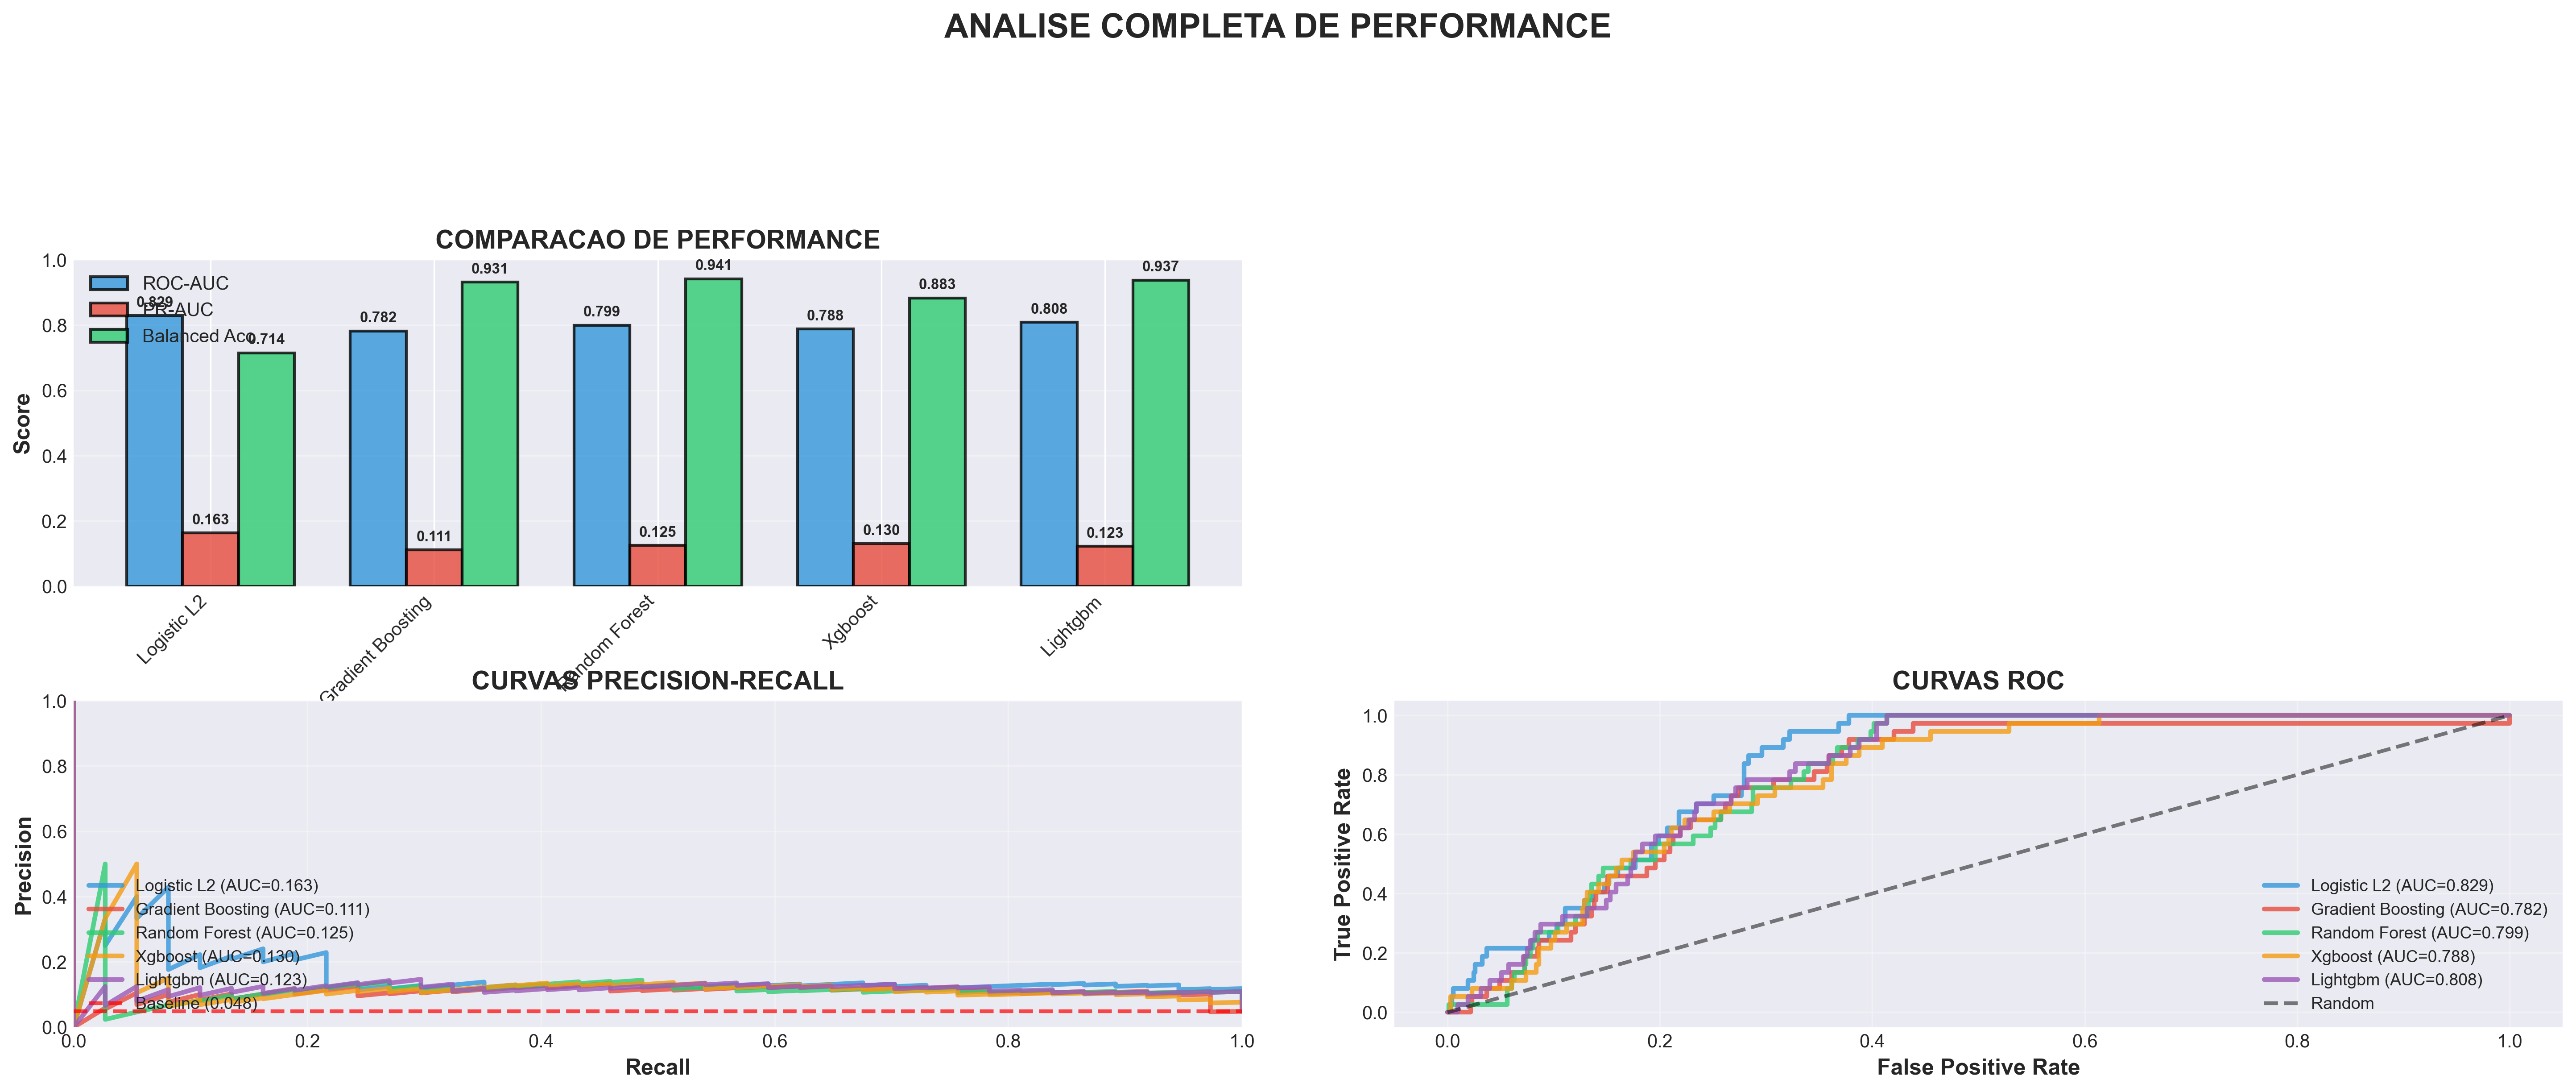 ANALISE COMPLETA DE PERFORMANCE
COMPARACAO DE PERFORMANCE
ROC-AUC
PR-AUC
Balanced Acc
Score
1.0
0.8
0.6
0.4
0.2
0.0
0.829
0.163
0.714
0.782
0.111
0.931
0.799
0.125
0.941
0.788
0.130
0.883
0.808
0.123
0.937
Logistic L2
Gradient Boosting
Random Forest
Xgboost
Lightgbm
CURVAS PRECISION-RECALL
Precision
1.0
0.8
0.6
0.4
0.2
0.0
Logistic L2 (AUC=0.163)
Gradient Boosting (AUC=0.111)
Random Forest (AUC=0.125)
Xgboost (AUC=0.130)
Lightgbm (AUC=0.123)
Baseline (0.048)
0.0 0.2 0.4 0.6 0.8 1.0
Recall
CURVAS ROC
True Positive Rate
1.0
0.8
0.6
0.4
0.2
0.0
Logistic L2 (AUC=0.829)
Gradient Boosting (AUC=0.782)
Random Forest (AUC=0.799)
Xgboost (AUC=0.788)
Lightgbm (AUC=0.808)
Random
0.0 0.2 0.4 0.6 0.8 1.0
False Positive Rate